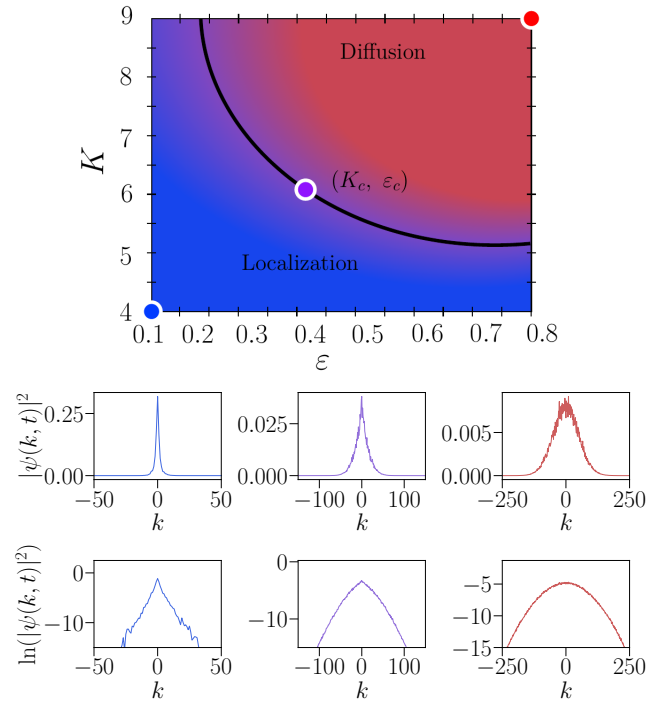 9
8
7
6
5
4
K
Diffusion
(K_c, ε_c)
Localization
0.1 0.2 0.3 0.4 0.5 0.6 0.7 0.8
ε
|ψ(k, t)|²
0.25
0.00
−50 0 50
k
0.025
0.000
−100 0 100
k
0.005
0.000
−250 0 250
k
ln(|ψ(k, t)|²)
0
−10
−50 0 50
k
0
−10
−100 0 100
k
−5
−10
−15
−250 0 250
k